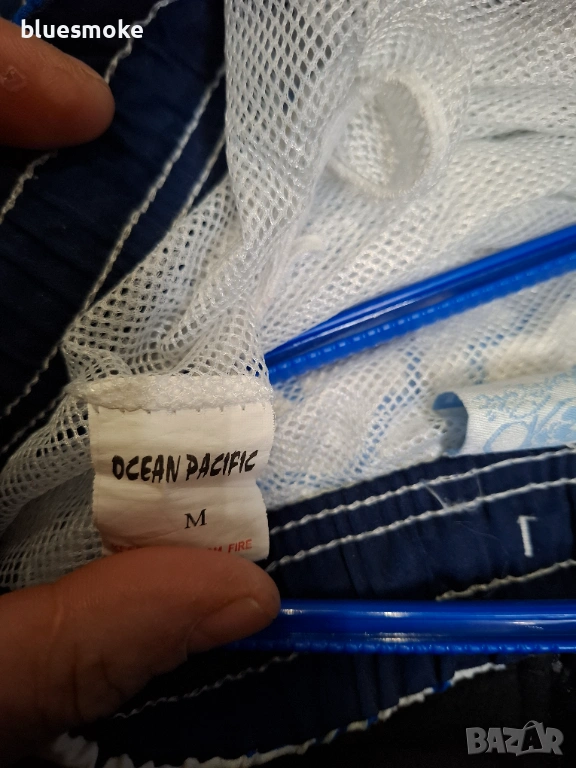 bluesmoke
OCEAN PACIFIC
M
FIRE
BAZAR